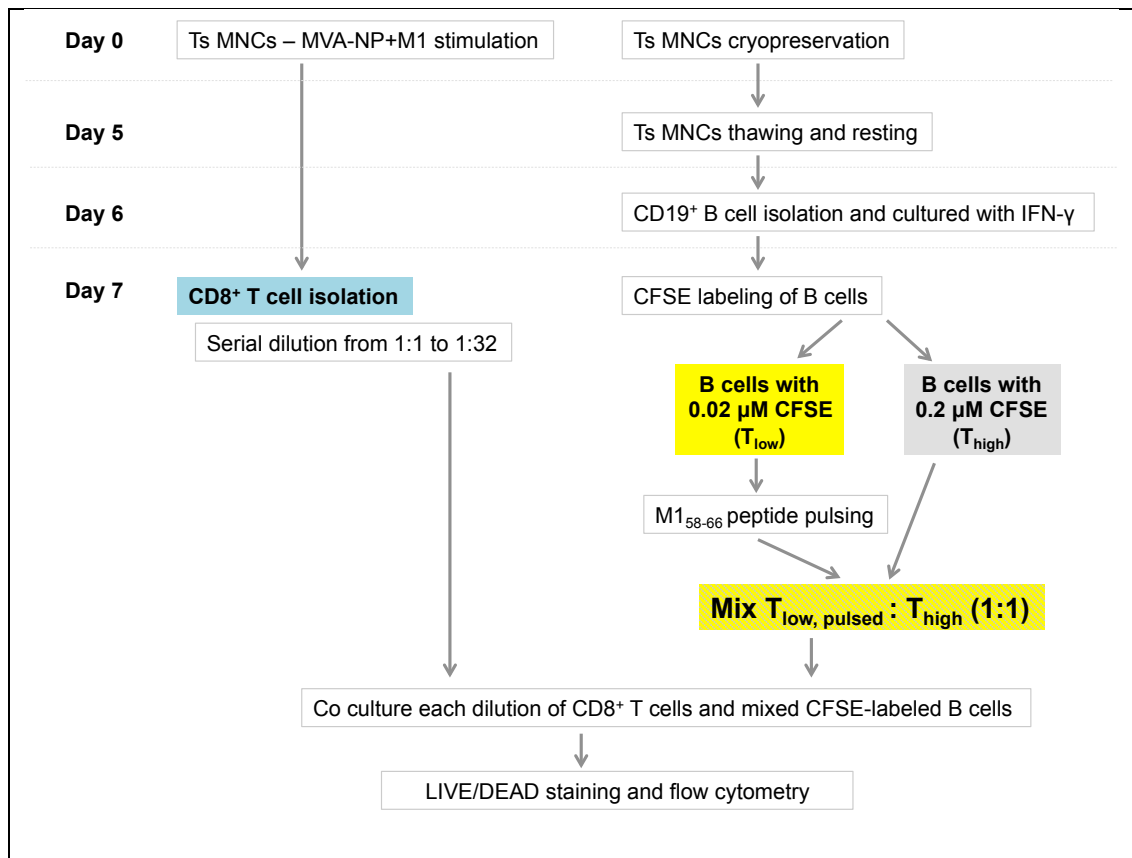 Day 0
Ts MNCs – MVA-NP+M1 stimulation
Ts MNCs cryopreservation
Day 5
Ts MNCs thawing and resting
Day 6
CD19⁺ B cell isolation and cultured with IFN-γ
Day 7
CD8⁺ T cell isolation
CFSE labeling of B cells
Serial dilution from 1:1 to 1:32
B cells with
0.02 µM CFSE
(Tlow)
B cells with
0.2 µM CFSE
(Thigh)
M158-66 peptide pulsing
Mix Tlow, pulsed : Thigh (1:1)
Co culture each dilution of CD8⁺ T cells and mixed CFSE-labeled B cells
LIVE/DEAD staining and flow cytometry